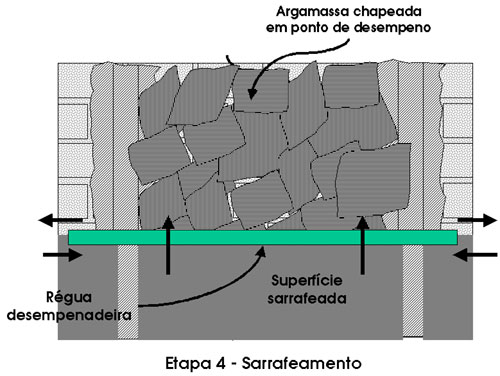 Argamassa chapeada
em ponto de desempeno
Régua
desempenadeira
Superfície
sarrafeada
Etapa 4 - Sarrafeamento